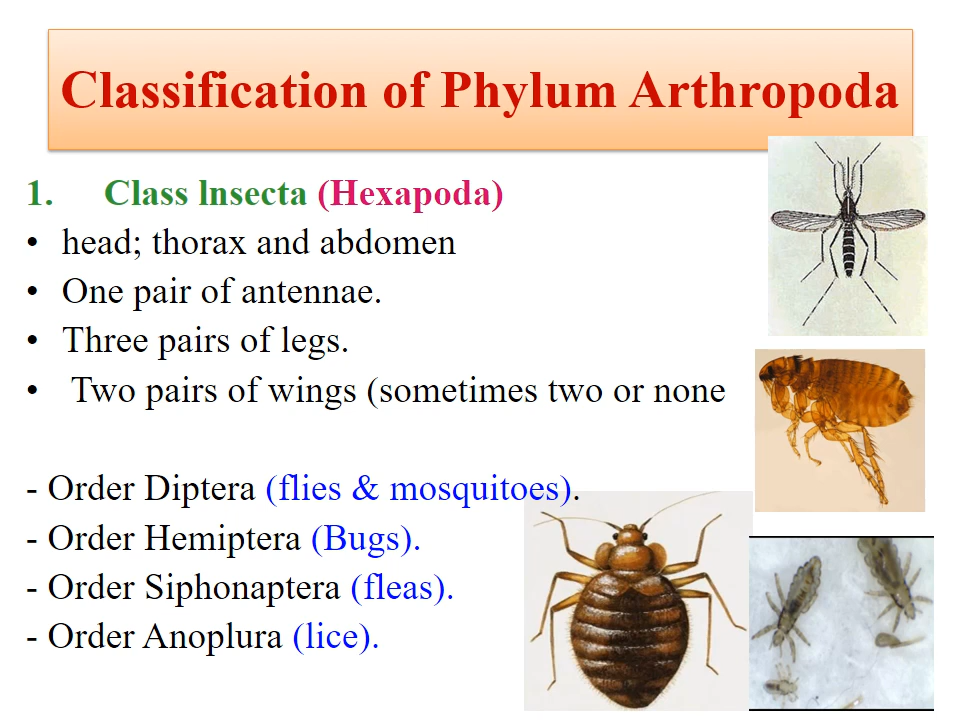 Classification of Phylum Arthropoda
1. Class lnsecta (Hexapoda)
• head; thorax and abdomen
• One pair of antennae.
• Three pairs of legs.
• Two pairs of wings (sometimes two or none
- Order Diptera (flies & mosquitoes).
- Order Hemiptera (Bugs).
- Order Siphonaptera (fleas).
- Order Anoplura (lice).